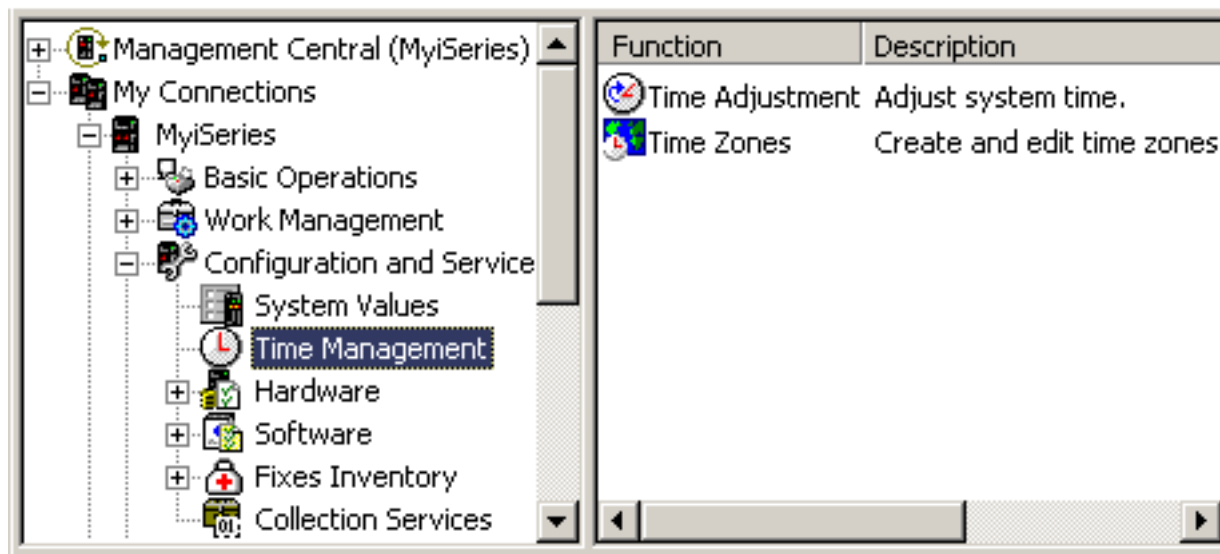 Management Central (MyiSeries)
My Connections
MyiSeries
Basic Operations
Work Management
Configuration and Service
System Values
Time Management
Hardware
Software
Fixes Inventory
Collection Services
Function Description
Time Adjustment Adjust system time.
Time Zones Create and edit time zones